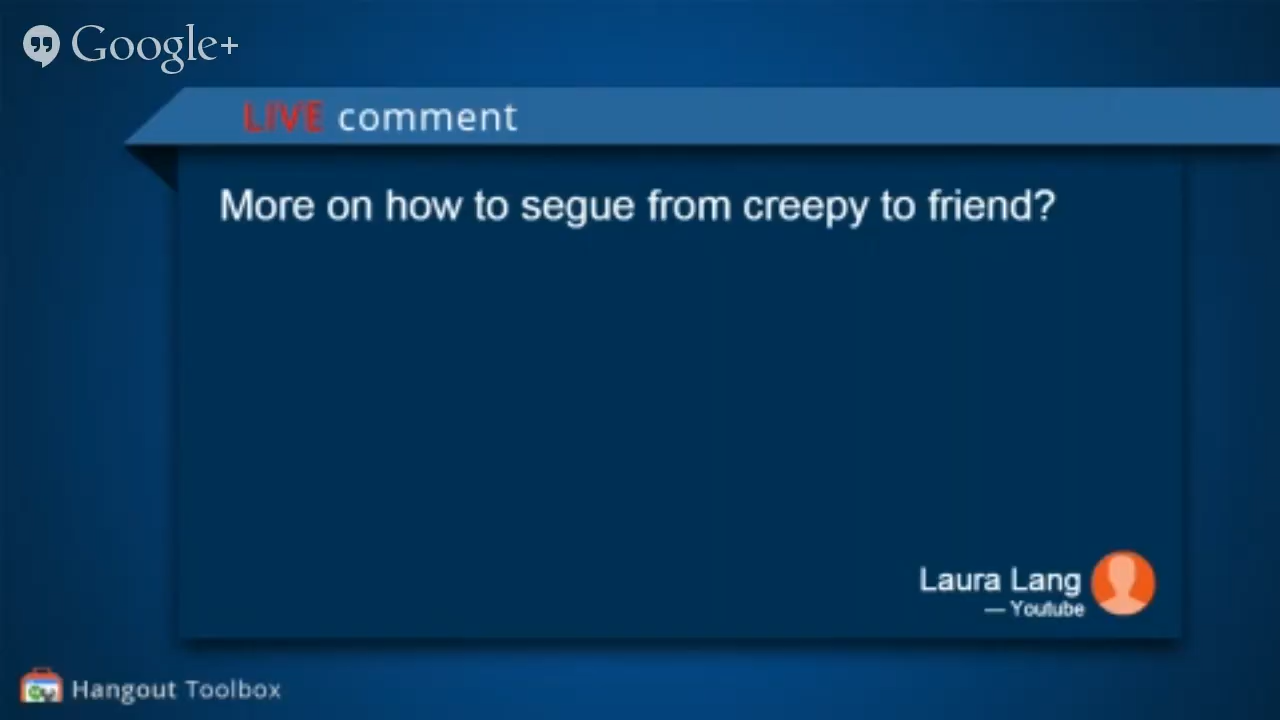 Google+
LIVE comment
More on how to segue from creepy to friend?
Laura Lang
— Youtube
Hangout Toolbox